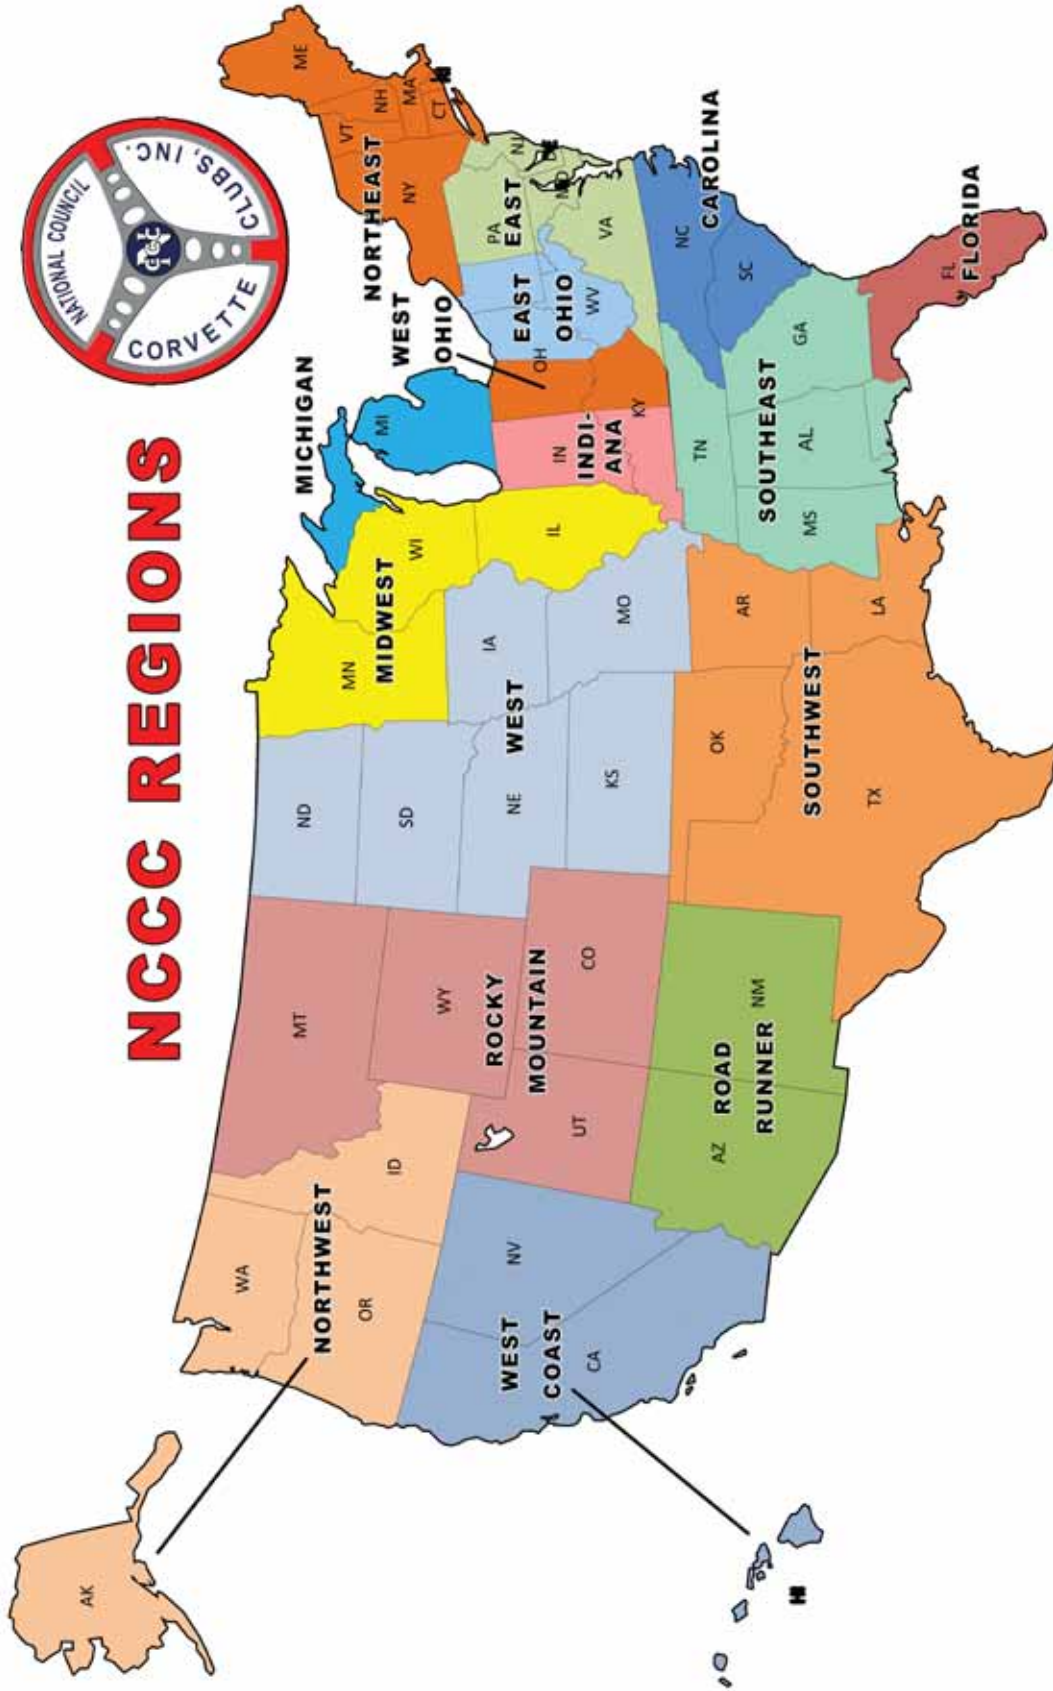 NCCC REGIONS
NATIONAL COUNCIL
CORVETTE
CLUBS, INC.
NCCC
AK
WA
OR
ID
NORTHWEST
MT
WY
ROCKY
MOUNTAIN
UT
CO
NV
WEST
COAST
CA
HI
AZ
ROAD
RUNNER
NM
ND
SD
NE
WEST
KS
IA
MO
MN
MIDWEST
WI
IL
OK
SOUTHWEST
TX
AR
LA
MICHIGAN
MI
WEST
OHIO
OH
IN
INDI-
ANA
KY
EAST
OHIO
WV
TN
SOUTHEAST
MS
AL
GA
NORTHEAST
ME
VT
NH
MA
CT
NY
PA
EAST
NJ
MD
VA
NC
CAROLINA
SC
FL
FLORIDA